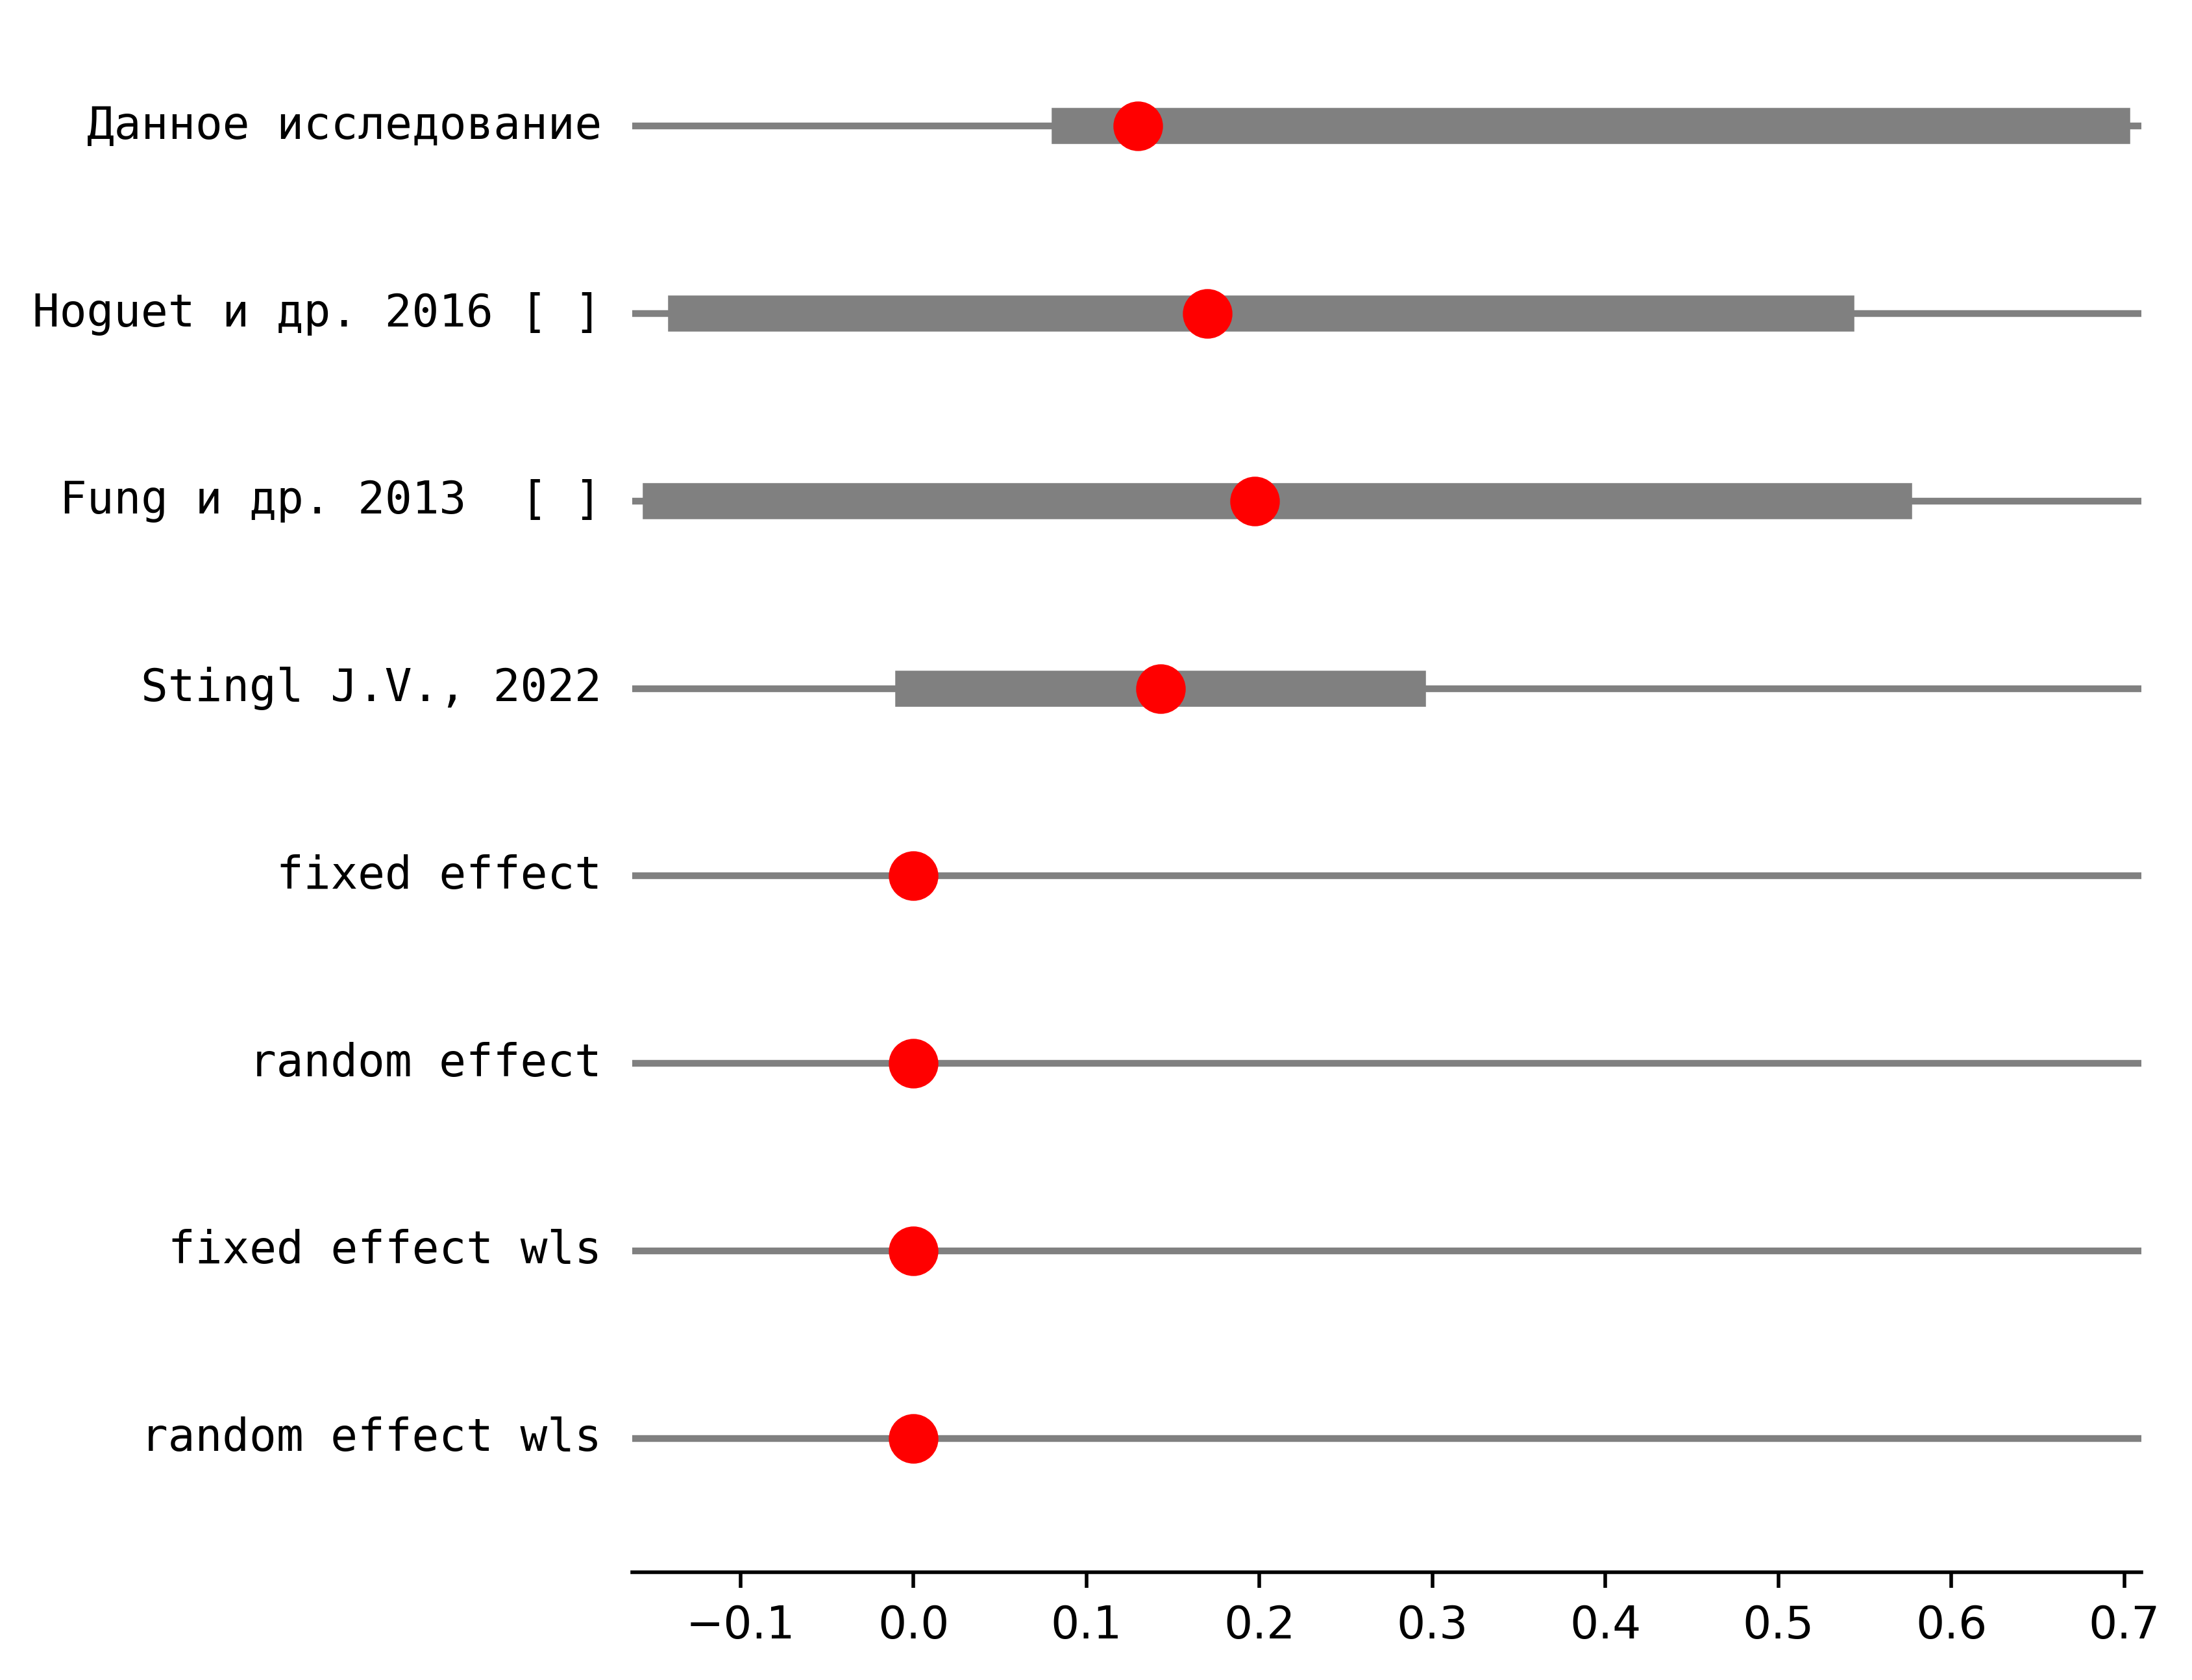 Данное исследование
Hoguet и др. 2016 [ ]
Fung и др. 2013  [ ]
Stingl J.V., 2022
fixed effect
random effect
fixed effect wls
random effect wls
−0.1 0.0 0.1 0.2 0.3 0.4 0.5 0.6 0.7